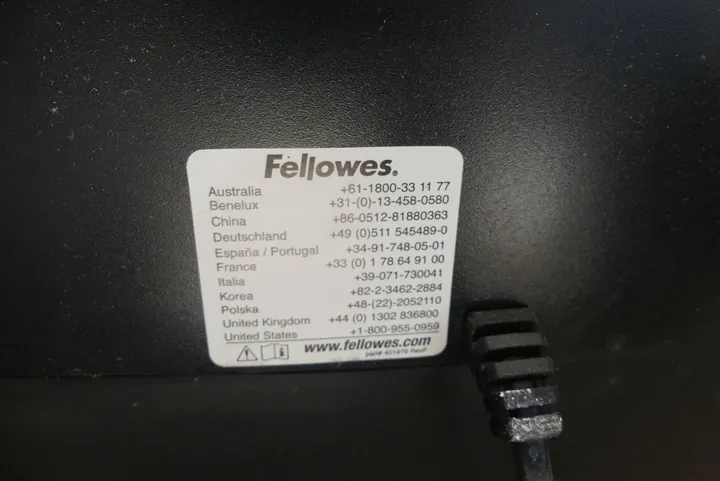 Fellowes®
Australia +61-1800-33 11 77
Benelux +31-(0)-13-458-0580
China +86-0512-81880363
Deutschland +49 (0)511 545489-0
España / Portugal +34-91-748-05-01
France +33 (0) 1 78 64 91 00
Italia +39-071-730041
Korea +82-2-3462-2884
Polska +48-(22)-2052110
United Kingdom +44 (0) 1302 836800
United States +1-800-955-0959
www.fellowes.com
part# 401970 RevF